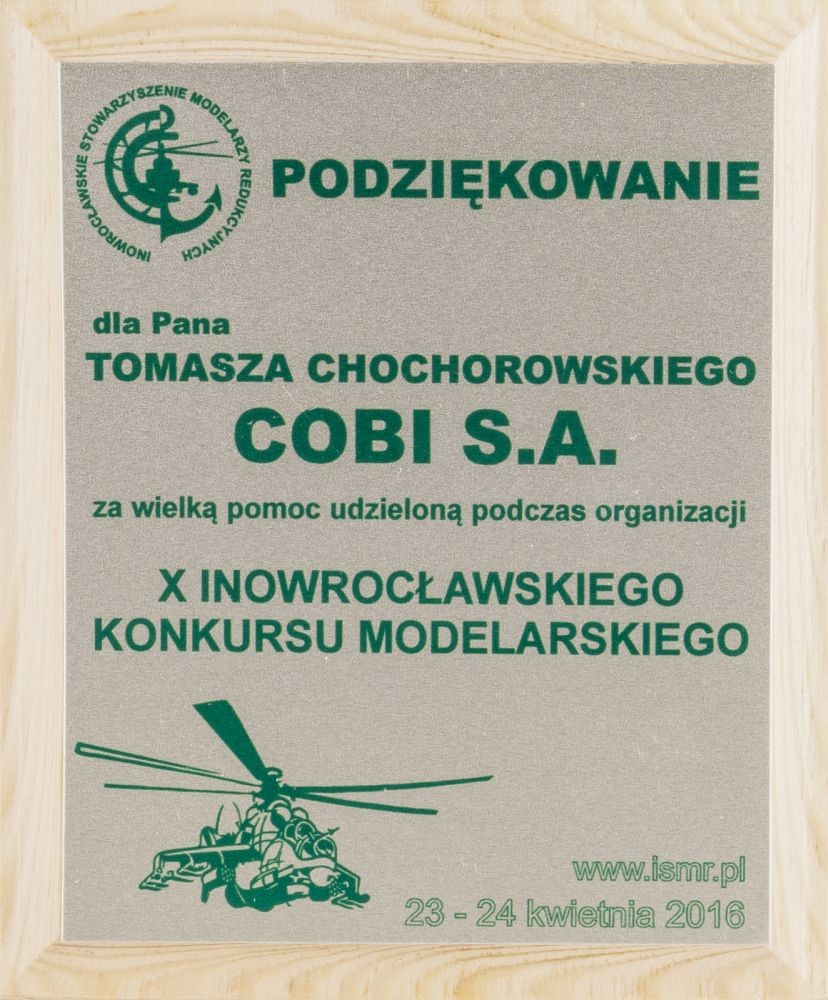 INOWROCŁAWSKIE STOWARZYSZENIE MODELARZY REDUKCYJNYCH
PODZIĘKOWANIE
dla Pana
TOMASZA CHOCHOROWSKIEGO
COBI S.A.
za wielką pomoc udzieloną podczas organizacji
X INOWROCŁAWSKIEGO
KONKURSU MODELARSKIEGO
www.ismr.pl
23 - 24 kwietnia 2016